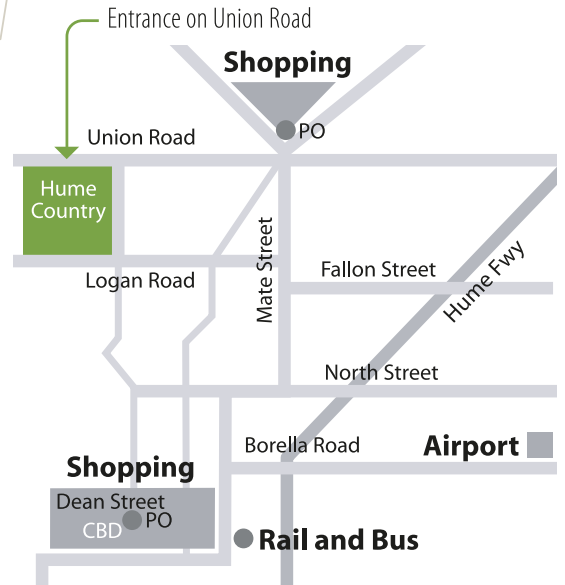 Entrance on Union Road
Shopping
PO
Union Road
Hume
Country
Mate Street
Fallon Street
Logan Road
Hume Fwy
North Street
Borella Road
Airport
Shopping
Dean Street
PO
CBD
Rail and Bus